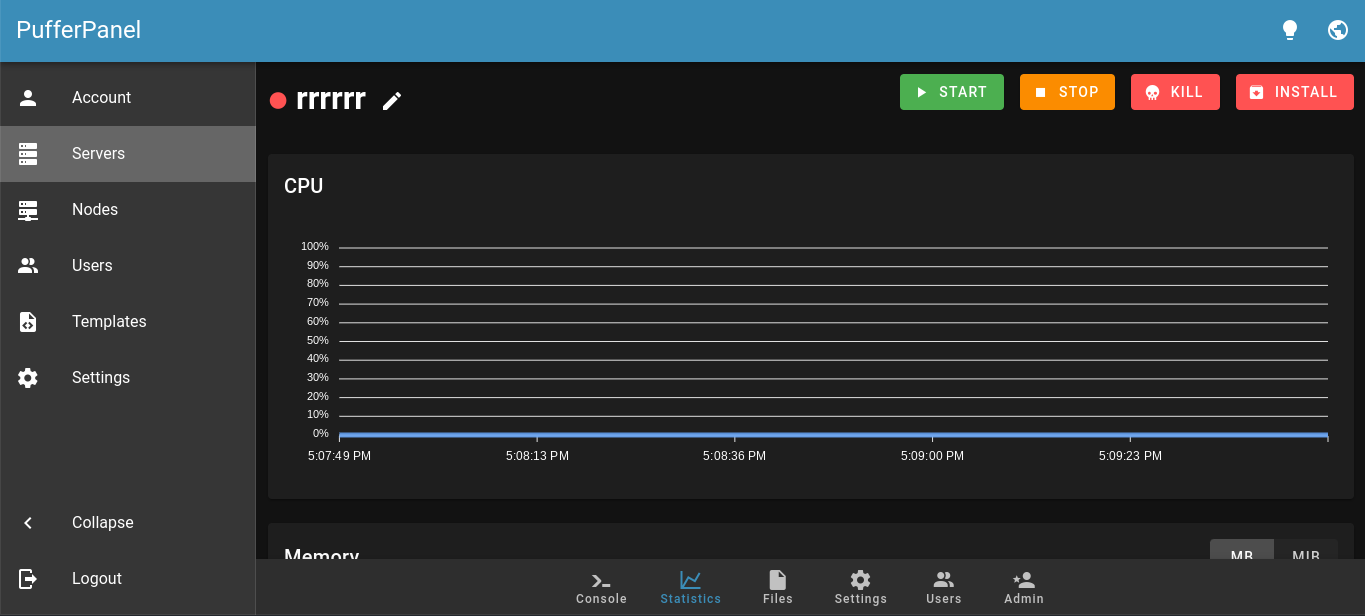 PufferPanel
Account
Servers
Nodes
Users
Templates
Settings
Collapse
Logout
rrrrrr
START
STOP
KILL
INSTALL
CPU
100%
90%
80%
70%
60%
50%
40%
30%
20%
10%
0%
5:07:49 PM 5:08:13 PM 5:08:36 PM 5:09:00 PM 5:09:23 PM
Memory
MB MIB
Console Statistics Files Settings Users Admin